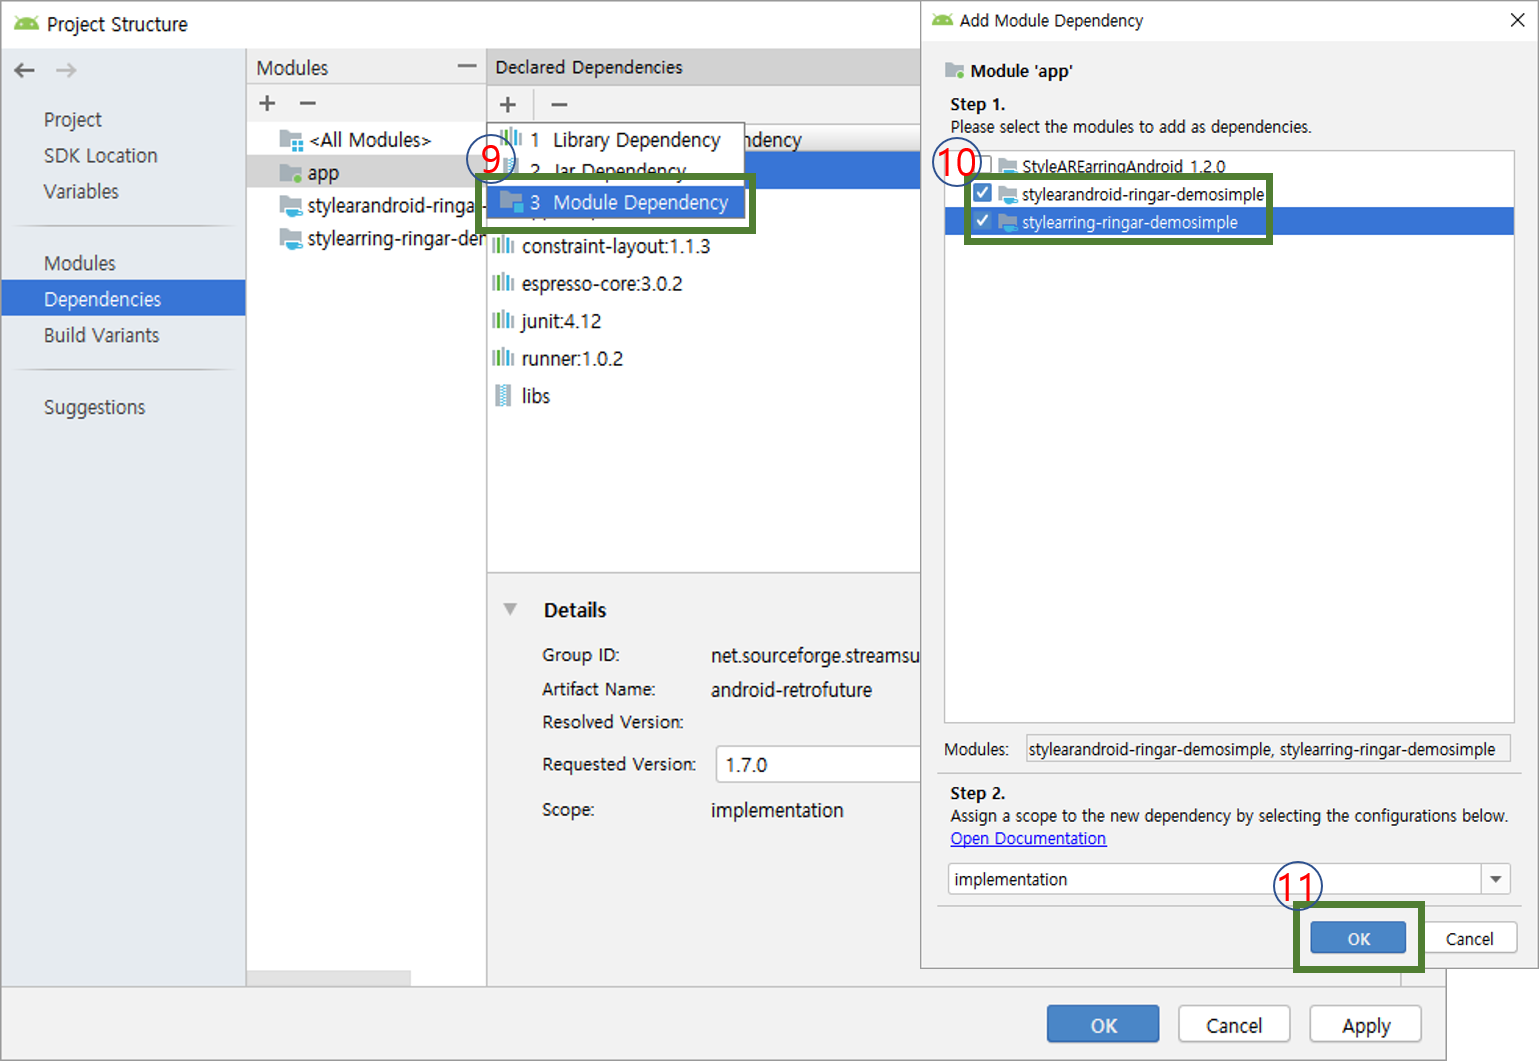 Project Structure
Project
SDK Location
Variables
Modules
Dependencies
Build Variants
Suggestions
Modules
<All Modules>
app
stylearandroid-ringa
stylearring-ringar-der
Declared Dependencies
ndency
9
1 Library Dependency
2 Jar Dependency
3 Module Dependency
constraint-layout:1.1.3
espresso-core:3.0.2
junit:4.12
runner:1.0.2
libs
Details
Group ID: net.sourceforge.streamsu
Artifact Name: android-retrofuture
Resolved Version:
Requested Version: 1.7.0
Scope: implementation
OK Cancel Apply
Add Module Dependency
Module 'app'
Step 1.
Please select the modules to add as dependencies.
10
StyleAREarringAndroid_1.2.0
stylearandroid-ringar-demosimple
stylearring-ringar-demosimple
Modules: stylearandroid-ringar-demosimple, stylearring-ringar-demosimple
Step 2.
Assign a scope to the new dependency by selecting the configurations below.
Open Documentation
implementation
11
OK Cancel